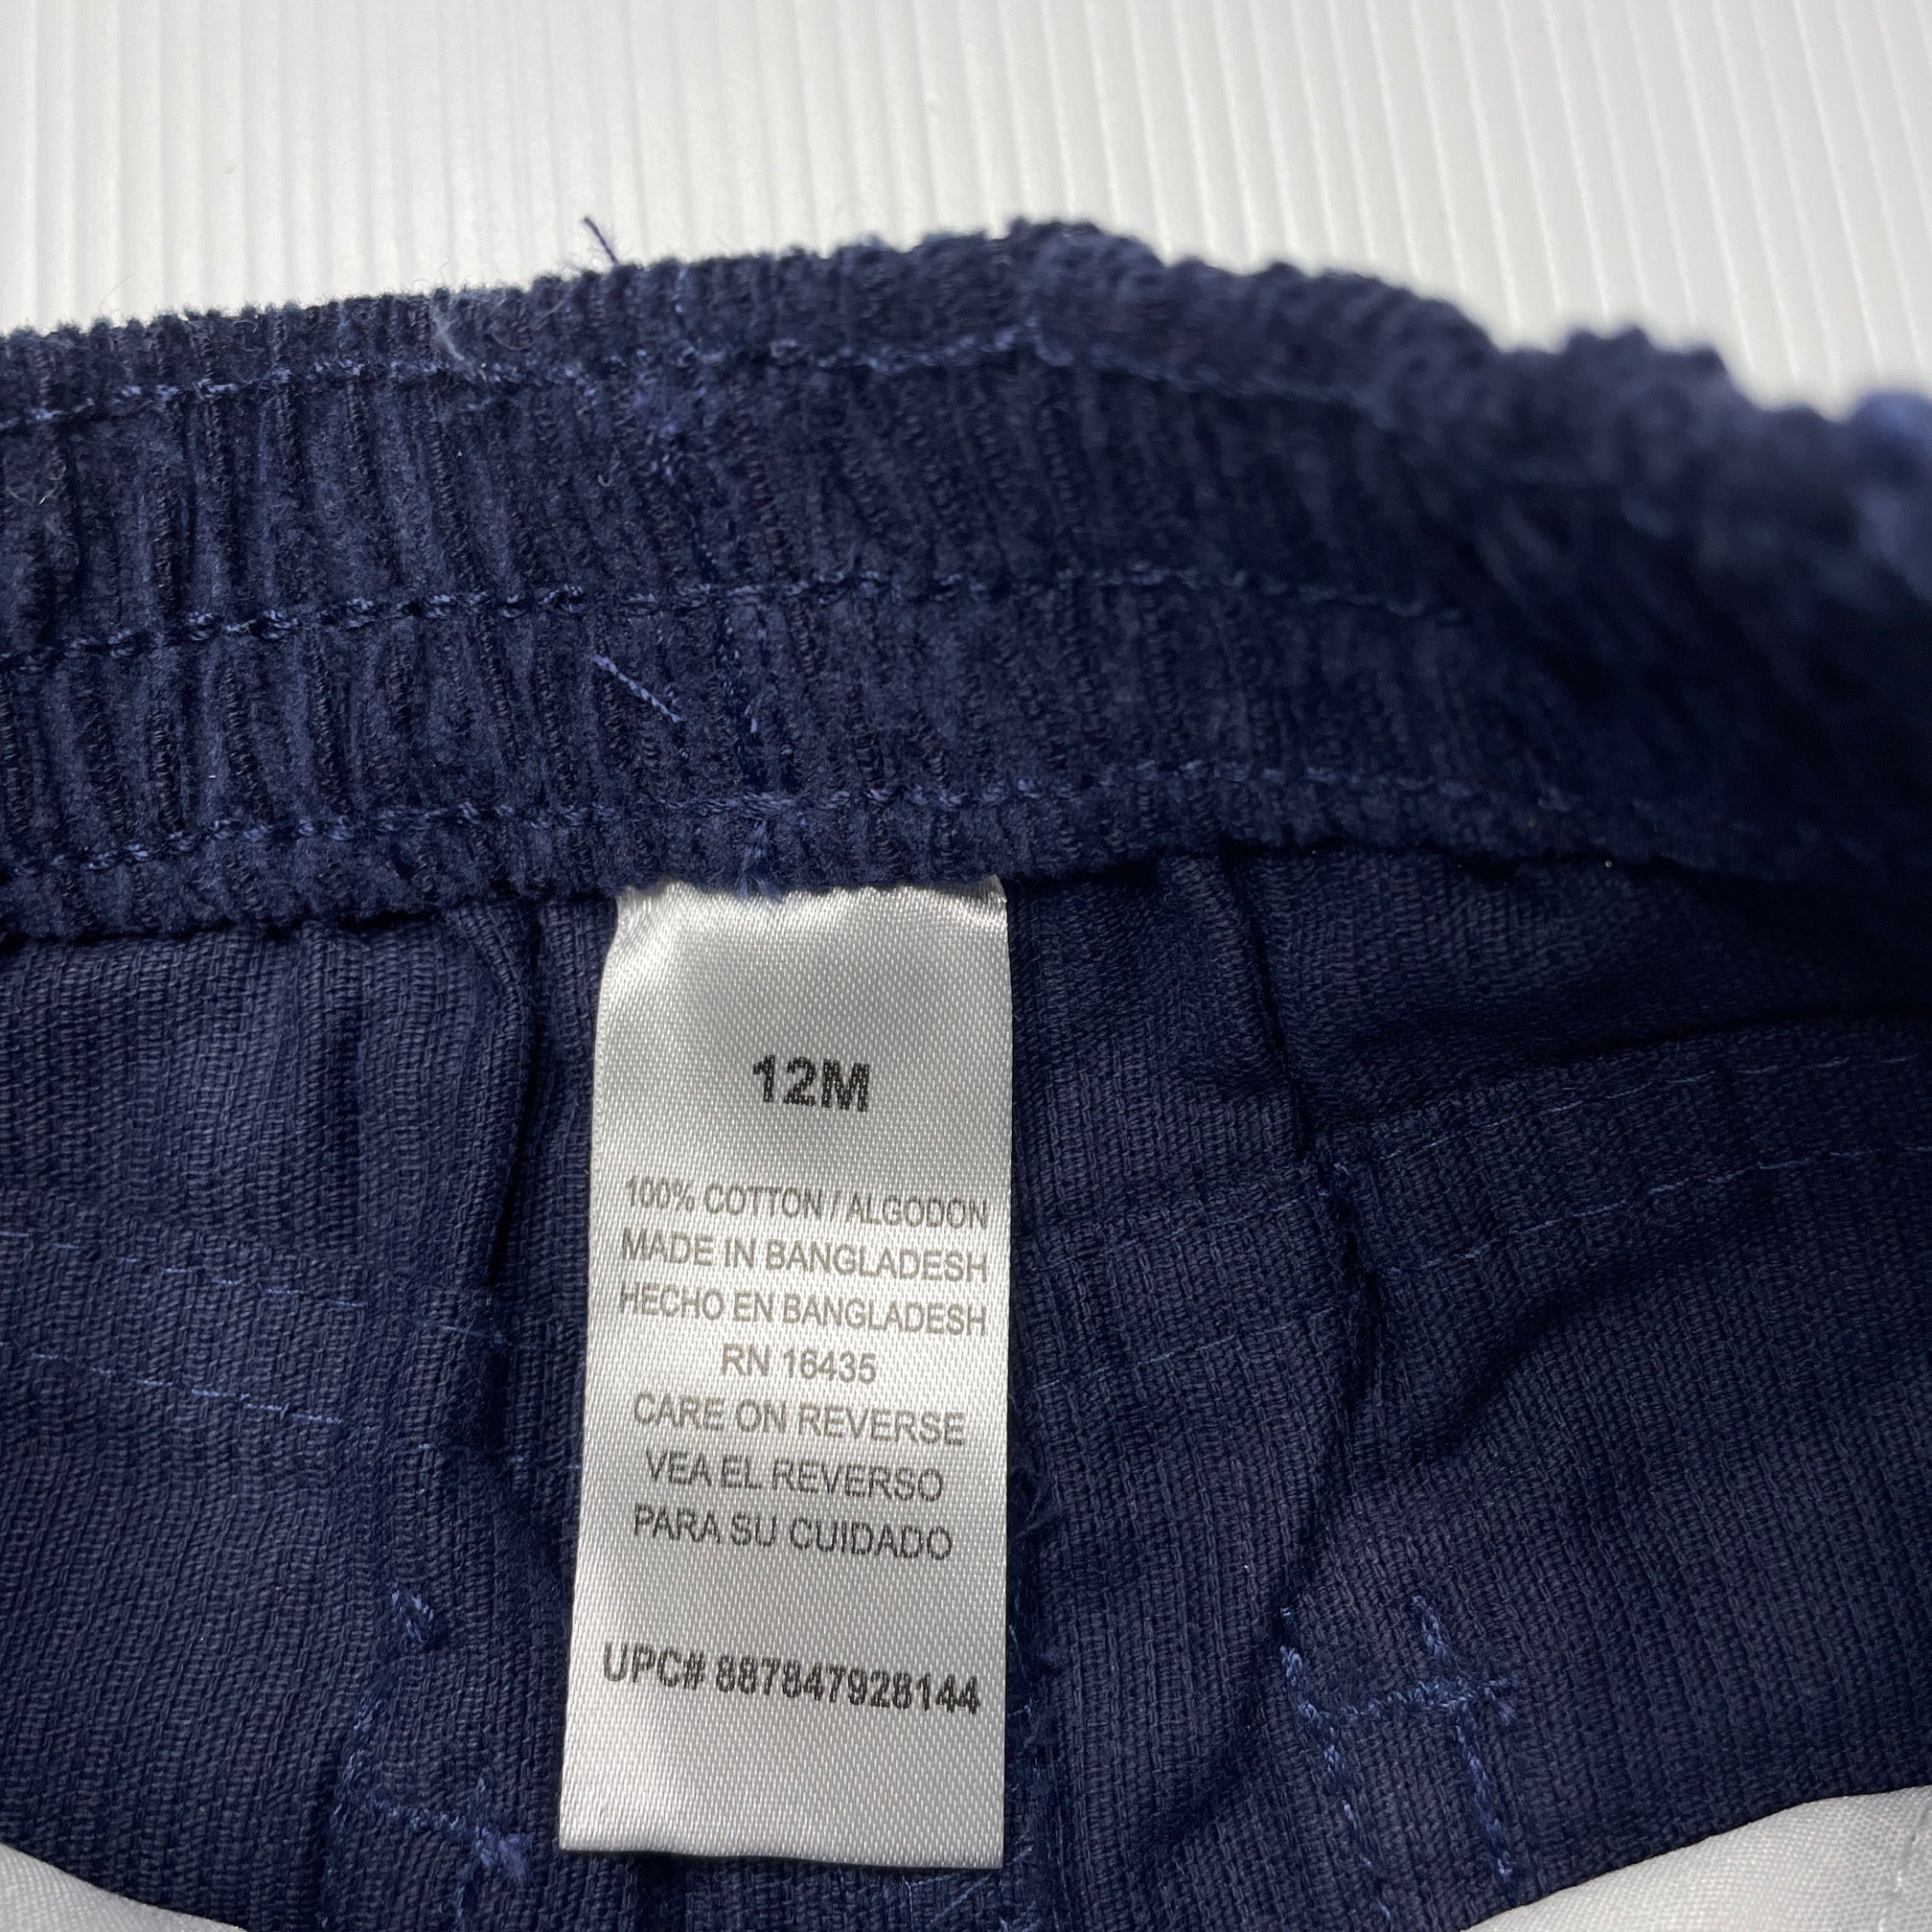 12M
100% COTTON / ALGODON
MADE IN BANGLADESH
HECHO EN BANGLADESH
RN 16435
CARE ON REVERSE
VEA EL REVERSO
PARA SU CUIDADO
UPC# 887847928144